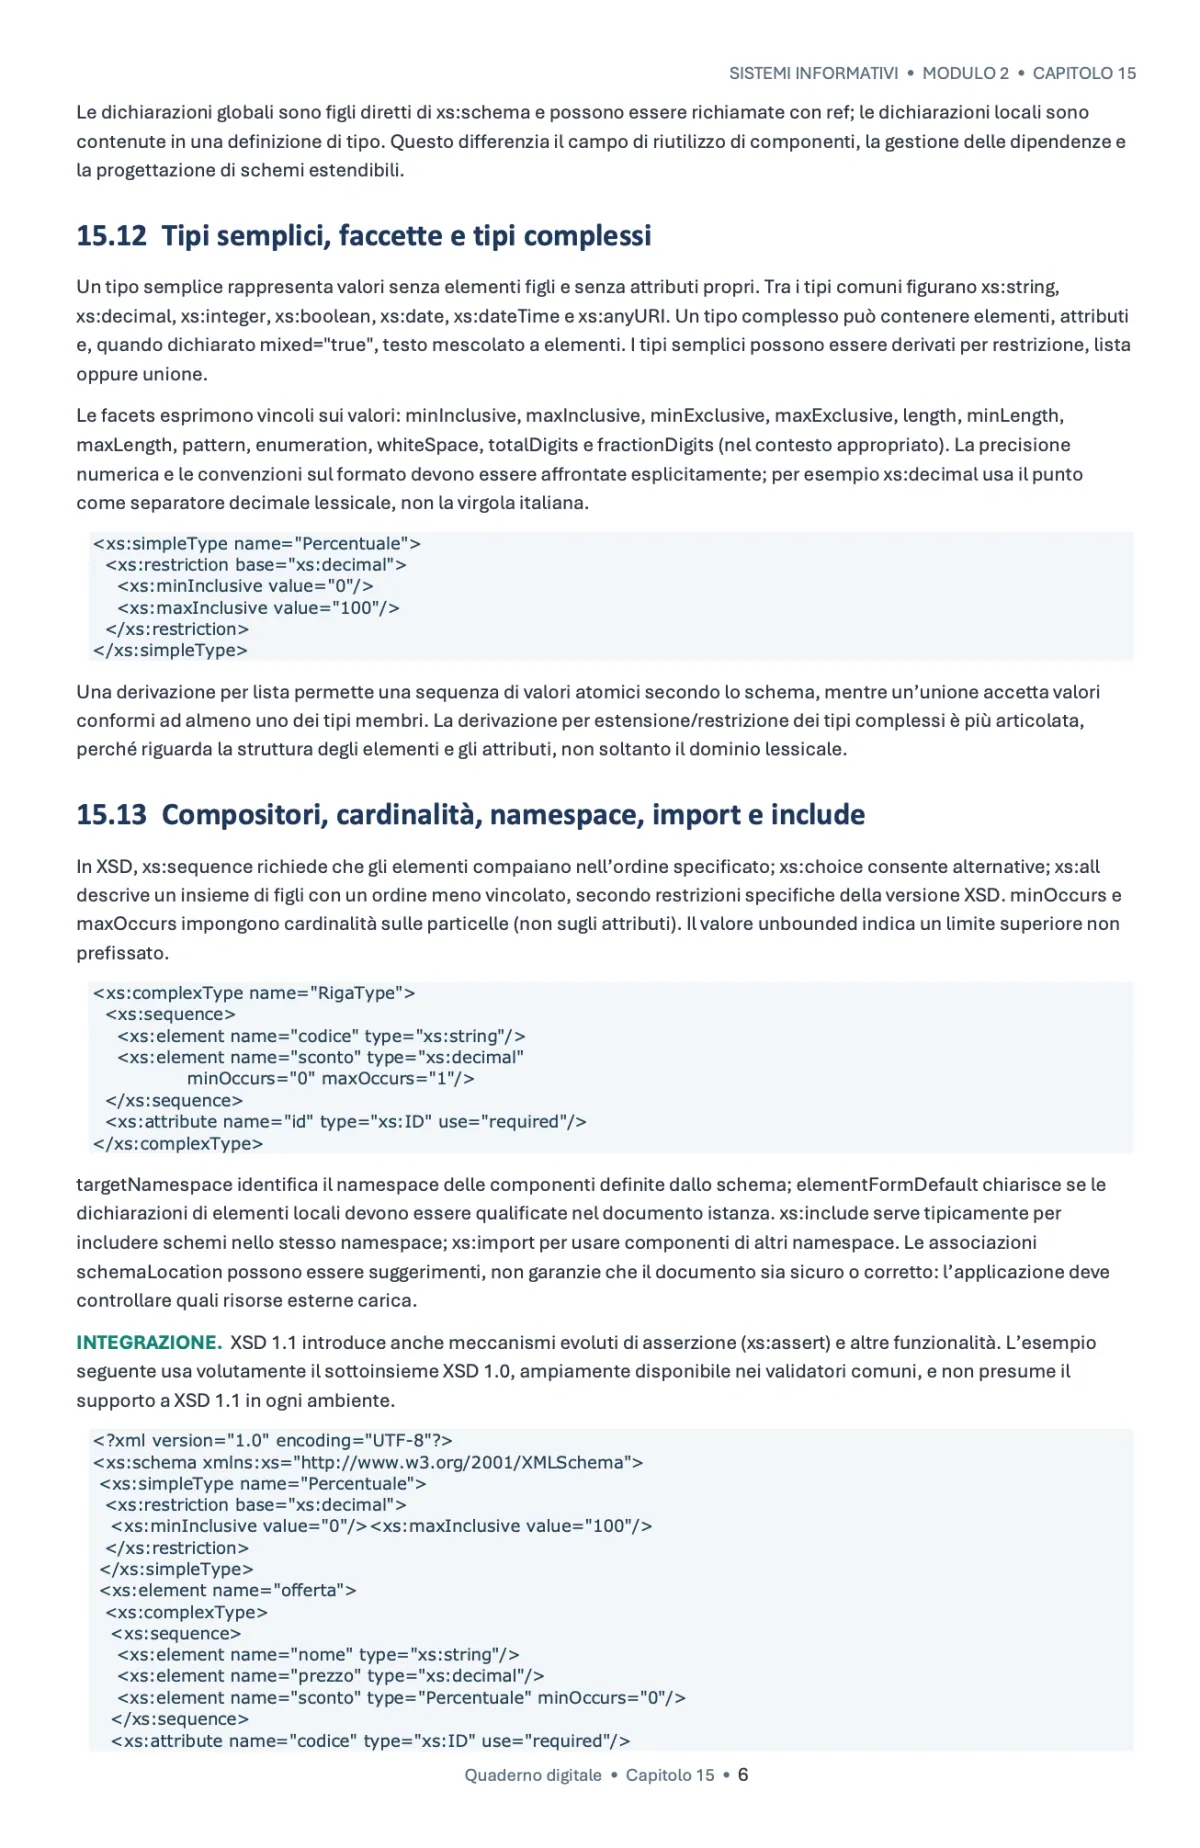 SISTEMI INFORMATIVI • MODULO 2 • CAPITOLO 15
Le dichiarazioni globali sono figli diretti di xs:schema e possono essere richiamate con ref; le dichiarazioni locali sono
contenute in una definizione di tipo. Questo differenzia il campo di riutilizzo di componenti, la gestione delle dipendenze e
la progettazione di schemi estendibili.
15.12 Tipi semplici, faccette e tipi complessi
Un tipo semplice rappresenta valori senza elementi figli e senza attributi propri. Tra i tipi comuni figurano xs:string,
xs:decimal, xs:integer, xs:boolean, xs:date, xs:dateTime e xs:anyURI. Un tipo complesso può contenere elementi, attributi
e, quando dichiarato mixed="true", testo mescolato a elementi. I tipi semplici possono essere derivati per restrizione, lista
oppure unione.
Le facets esprimono vincoli sui valori: minInclusive, maxInclusive, minExclusive, maxExclusive, length, minLength,
maxLength, pattern, enumeration, whiteSpace, totalDigits e fractionDigits (nel contesto appropriato). La precisione
numerica e le convenzioni sul formato devono essere affrontate esplicitamente; per esempio xs:decimal usa il punto
come separatore decimale lessicale, non la virgola italiana.
<xs:simpleType name="Percentuale">
  <xs:restriction base="xs:decimal">
    <xs:minInclusive value="0"/>
    <xs:maxInclusive value="100"/>
  </xs:restriction>
</xs:simpleType>
Una derivazione per lista permette una sequenza di valori atomici secondo lo schema, mentre un’unione accetta valori
conformi ad almeno uno dei tipi membri. La derivazione per estensione/restrizione dei tipi complessi è più articolata,
perché riguarda la struttura degli elementi e gli attributi, non soltanto il dominio lessicale.
15.13 Compositori, cardinalità, namespace, import e include
In XSD, xs:sequence richiede che gli elementi compaiano nell’ordine specificato; xs:choice consente alternative; xs:all
descrive un insieme di figli con un ordine meno vincolato, secondo restrizioni specifiche della versione XSD. minOccurs e
maxOccurs impongono cardinalità sulle particelle (non sugli attributi). Il valore unbounded indica un limite superiore non
prefissato.
<xs:complexType name="RigaType">
  <xs:sequence>
    <xs:element name="codice" type="xs:string"/>
    <xs:element name="sconto" type="xs:decimal"
               minOccurs="0" maxOccurs="1"/>
  </xs:sequence>
  <xs:attribute name="id" type="xs:ID" use="required"/>
</xs:complexType>
targetNamespace identifica il namespace delle componenti definite dallo schema; elementFormDefault chiarisce se le
dichiarazioni di elementi locali devono essere qualificate nel documento istanza. xs:include serve tipicamente per
includere schemi nello stesso namespace; xs:import per usare componenti di altri namespace. Le associazioni
schemaLocation possono essere suggerimenti, non garanzie che il documento sia sicuro o corretto: l’applicazione deve
controllare quali risorse esterne carica.
INTEGRAZIONE. XSD 1.1 introduce anche meccanismi evoluti di asserzione (xs:assert) e altre funzionalità. L’esempio
seguente usa volutamente il sottoinsieme XSD 1.0, ampiamente disponibile nei validatori comuni, e non presume il
supporto a XSD 1.1 in ogni ambiente.
<?xml version="1.0" encoding="UTF-8"?>
<xs:schema xmlns:xs="http://www.w3.org/2001/XMLSchema">
 <xs:simpleType name="Percentuale">
  <xs:restriction base="xs:decimal">
   <xs:minInclusive value="0"/><xs:maxInclusive value="100"/>
  </xs:restriction>
 </xs:simpleType>
 <xs:element name="offerta">
  <xs:complexType>
   <xs:sequence>
    <xs:element name="nome" type="xs:string"/>
    <xs:element name="prezzo" type="xs:decimal"/>
    <xs:element name="sconto" type="Percentuale" minOccurs="0"/>
   </xs:sequence>
   <xs:attribute name="codice" type="xs:ID" use="required"/>
Quaderno digitale • Capitolo 15 • 6